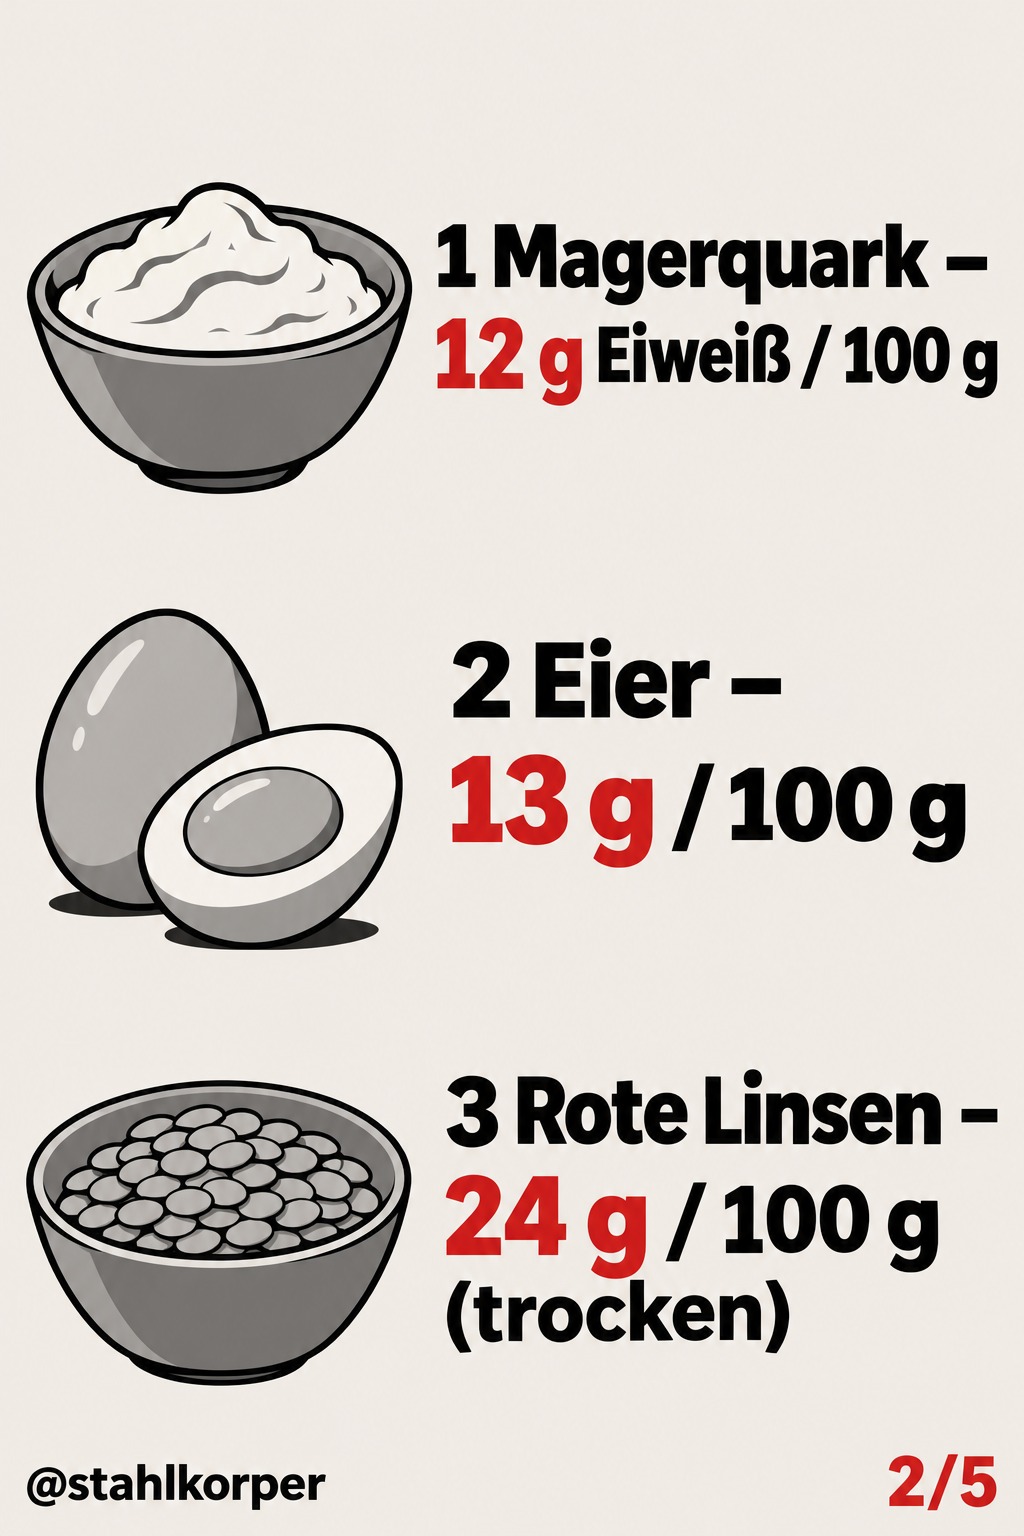 1 Magerquark –
12 g Eiweiß / 100 g
2 Eier –
13 g / 100 g
3 Rote Linsen –
24 g / 100 g
(trocken)
@stahlkorper
2/5